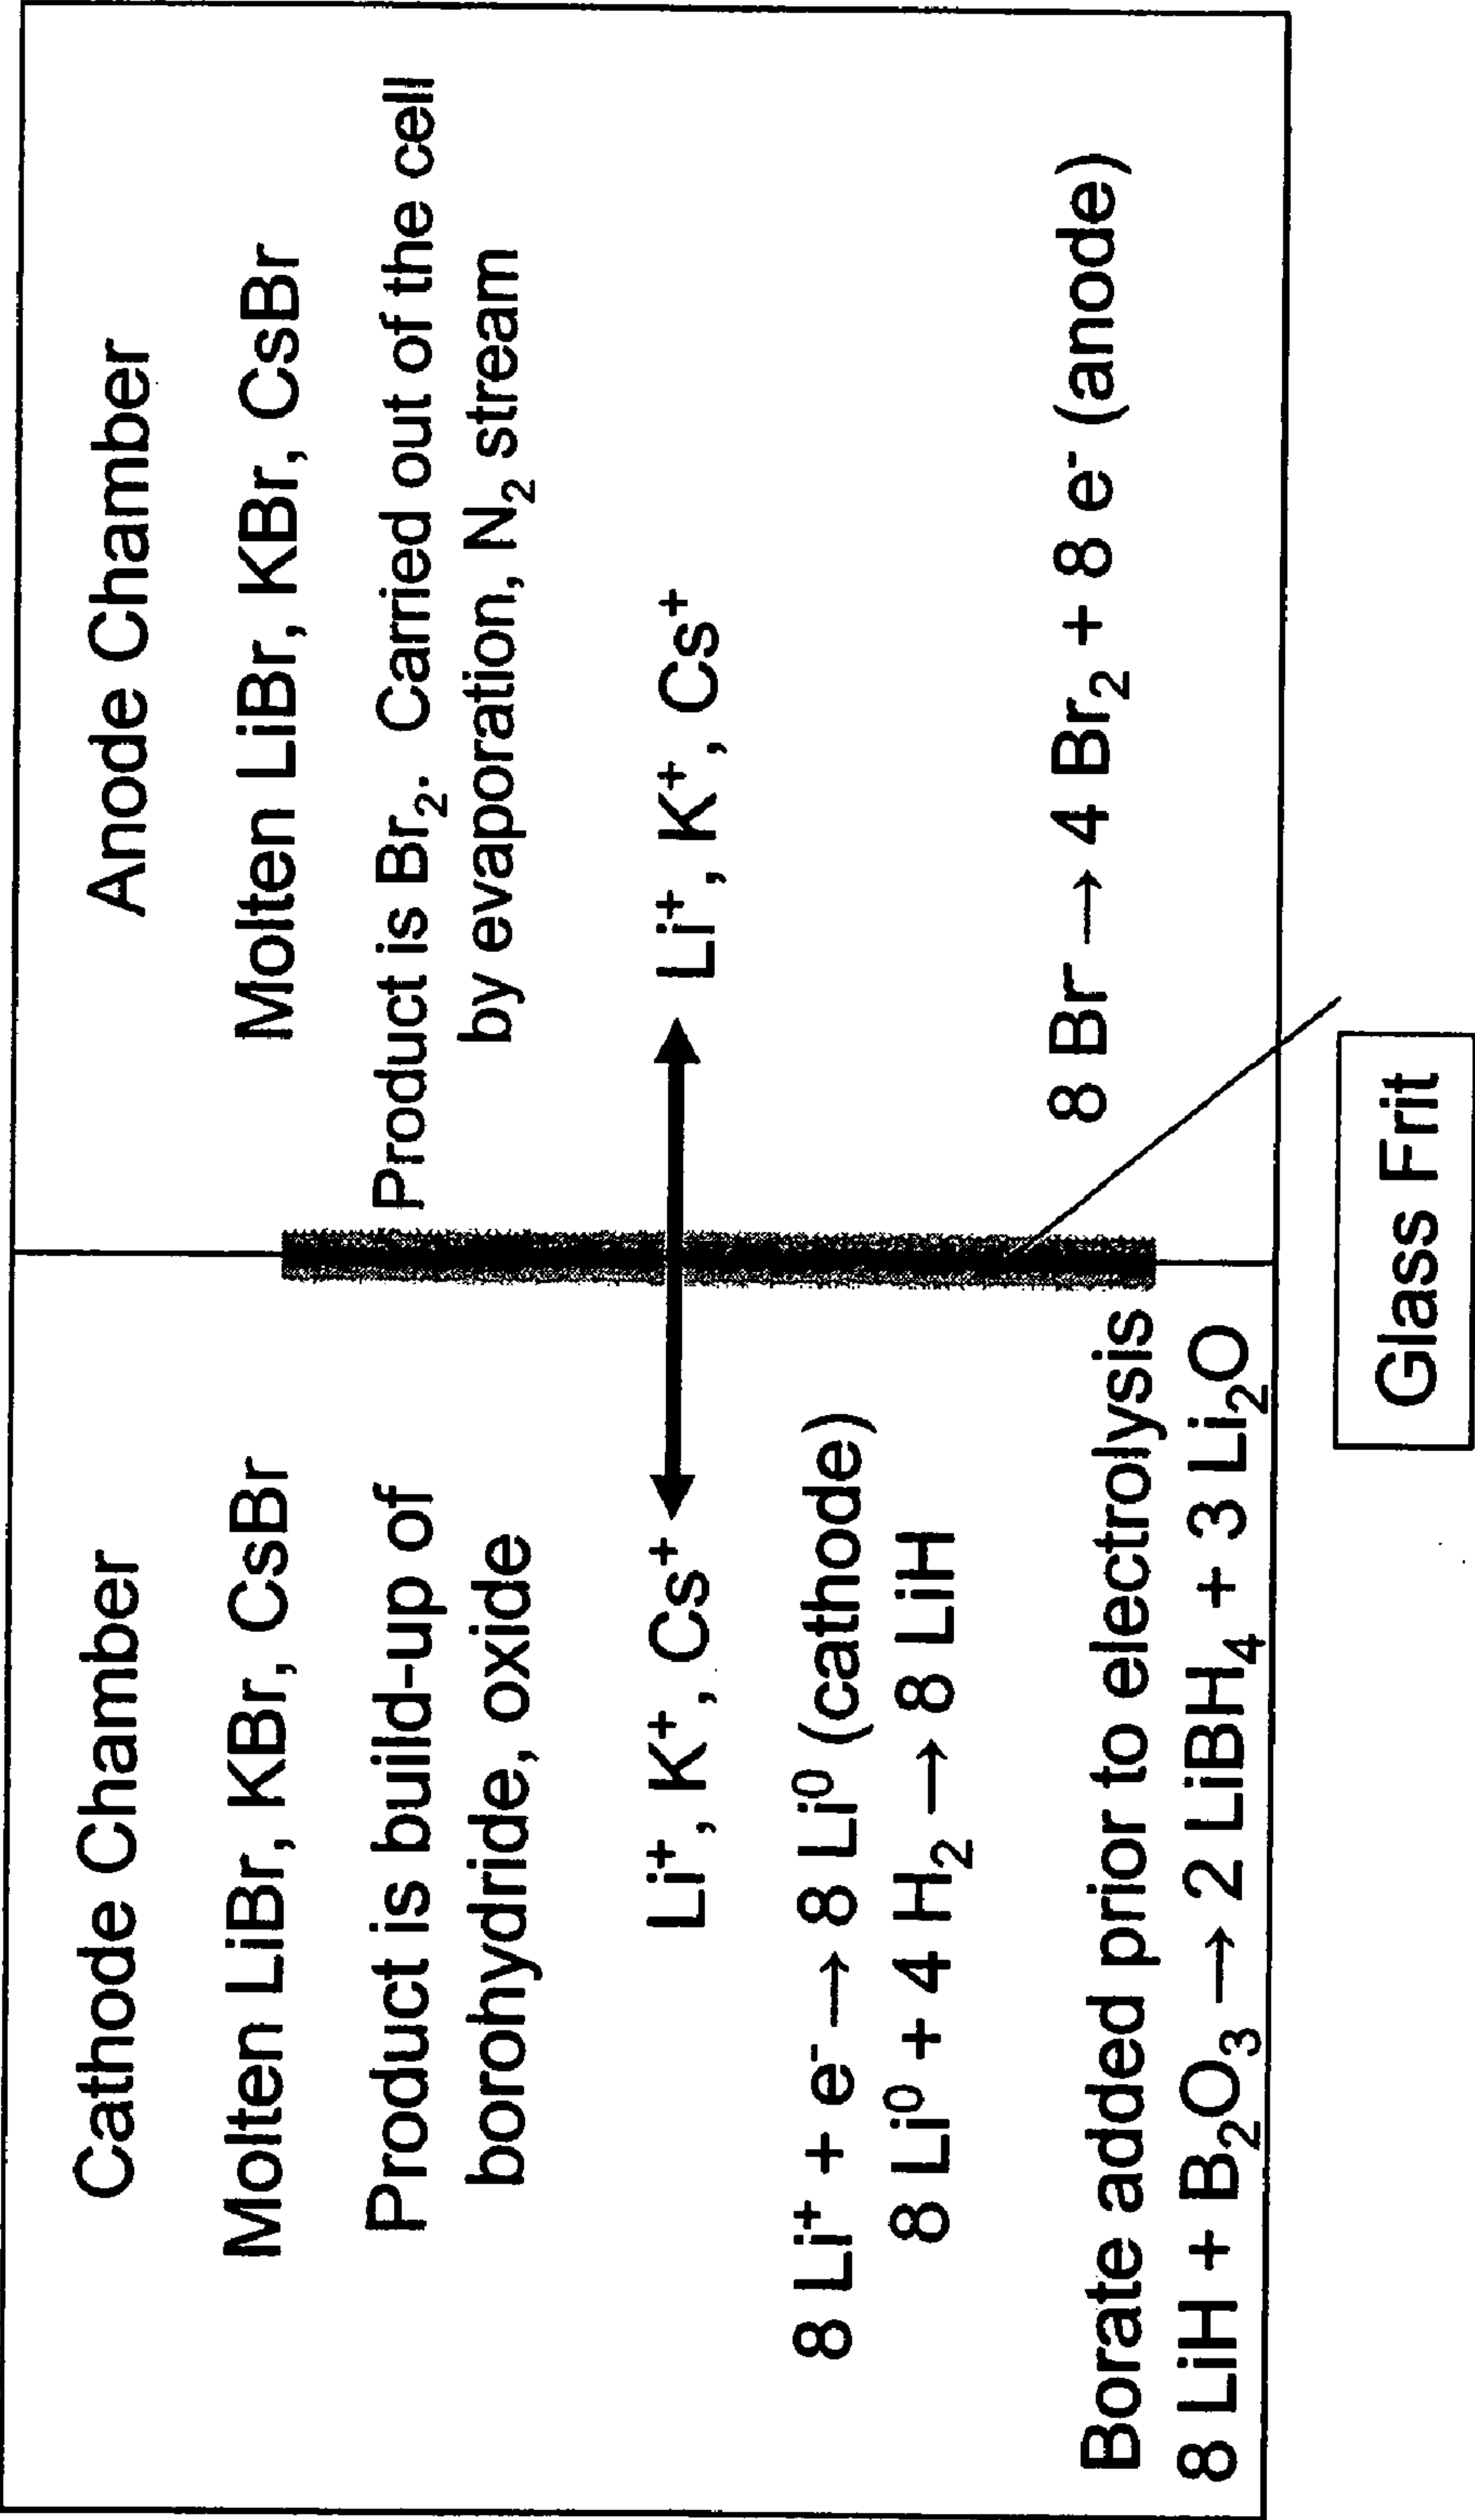 Cathode Chamber
Molten LiBr, KBr, CsBr
Product is build-up of
borohydride, oxide
Li⁺, K⁺, Cs⁺
8 Li⁺ + e⁻ → 8 Li⁰ (cathode)
8 Li⁰ + 4 H₂ → 8 LiH
Borate added prior to electrolysis
8 LiH + B₂O₃ → 2 LiBH₄ + 3 Li₂O
Anode Chamber
Molten LiBr, KBr, CsBr
Product is Br₂. Carried out of the cell
by evaporation, N₂ stream
Li⁺, K⁺, Cs⁺
8 Br → 4 Br₂ + 8 e⁻ (anode)
Glass Frit